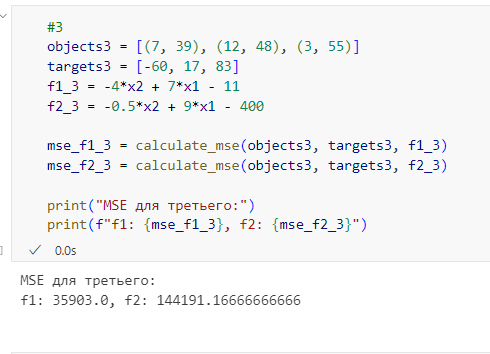 #3
objects3 = [(7, 39), (12, 48), (3, 55)]
targets3 = [-60, 17, 83]
f1_3 = -4*x2 + 7*x1 - 11
f2_3 = -0.5*x2 + 9*x1 - 400
mse_f1_3 = calculate_mse(objects3, targets3, f1_3)
mse_f2_3 = calculate_mse(objects3, targets3, f2_3)
print("MSE для третьего:")
print(f"f1: {mse_f1_3}, f2: {mse_f2_3}")
0.0s
MSE для третьего:
f1: 35903.0, f2: 144191.16666666666